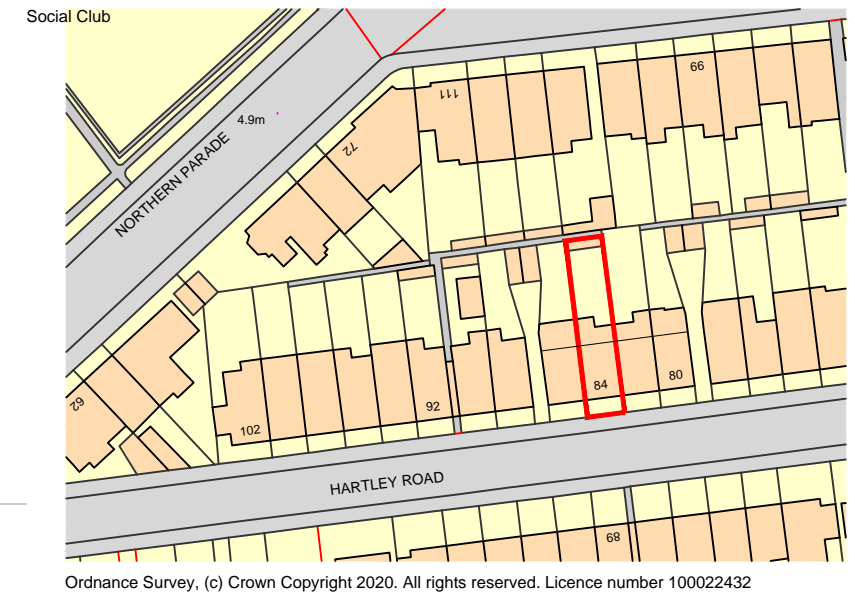 Social Club
66
111
4.9m
72
NORTHERN PARADE
80
84
62
92
102
HARTLEY ROAD
68
Ordnance Survey, (c) Crown Copyright 2020. All rights reserved. Licence number 100022432